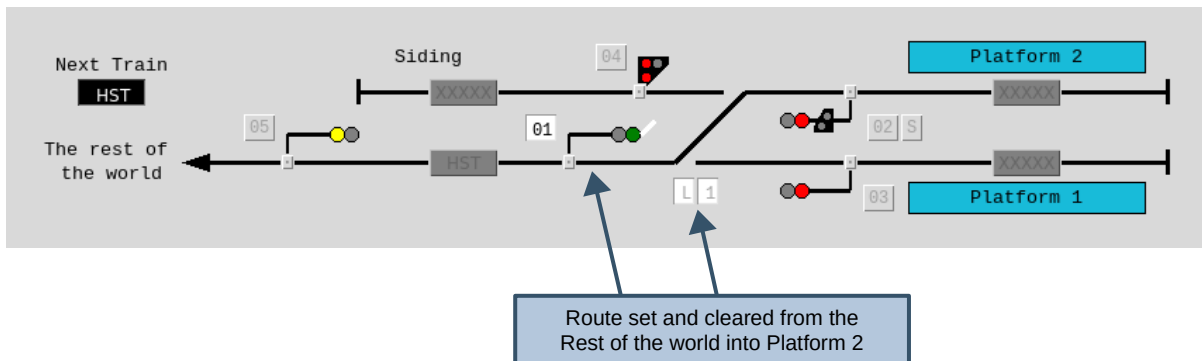 Next Train
HST
Siding
XXXXX
04
Platform 2
XXXXX
05
01
02 S
The rest of
the world
HST
L 1
03
XXXXX
Platform 1
Route set and cleared from the
Rest of the world into Platform 2